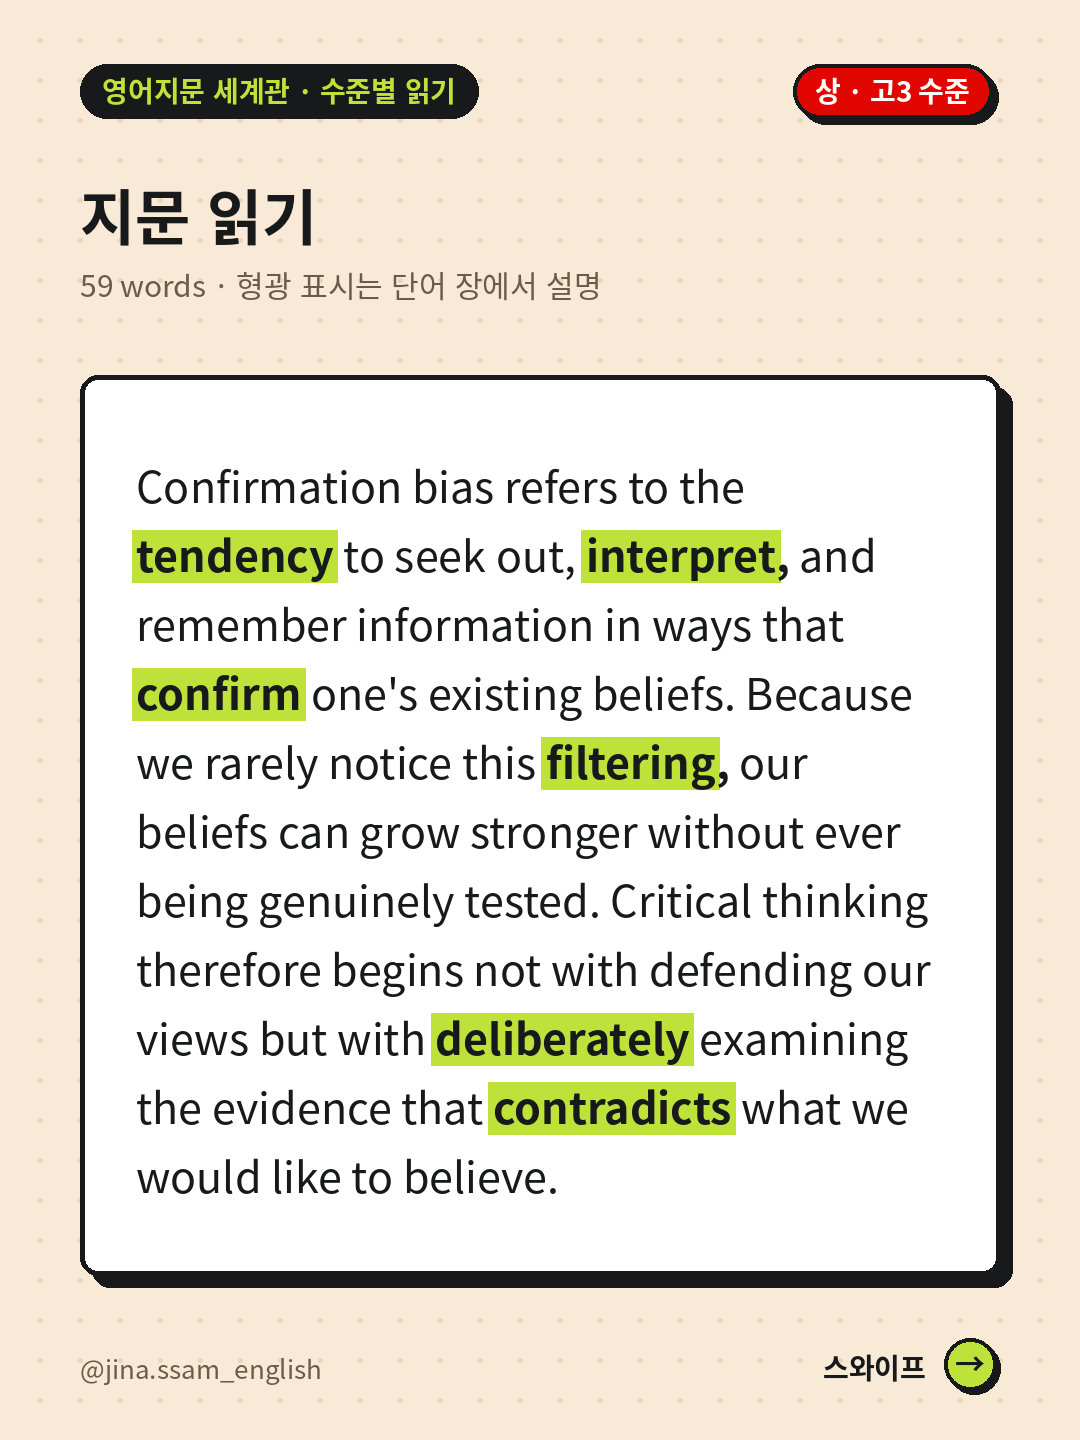 영어지문 세계관 · 수준별 읽기
상 · 고3 수준
지문 읽기
59 words · 형광 표시는 단어 장에서 설명
Confirmation bias refers to the
tendency to seek out, interpret, and
remember information in ways that
confirm one's existing beliefs. Because
we rarely notice this filtering, our
beliefs can grow stronger without ever
being genuinely tested. Critical thinking
therefore begins not with defending our
views but with deliberately examining
the evidence that contradicts what we
would like to believe.
@jina.ssam_english
스와이프 →